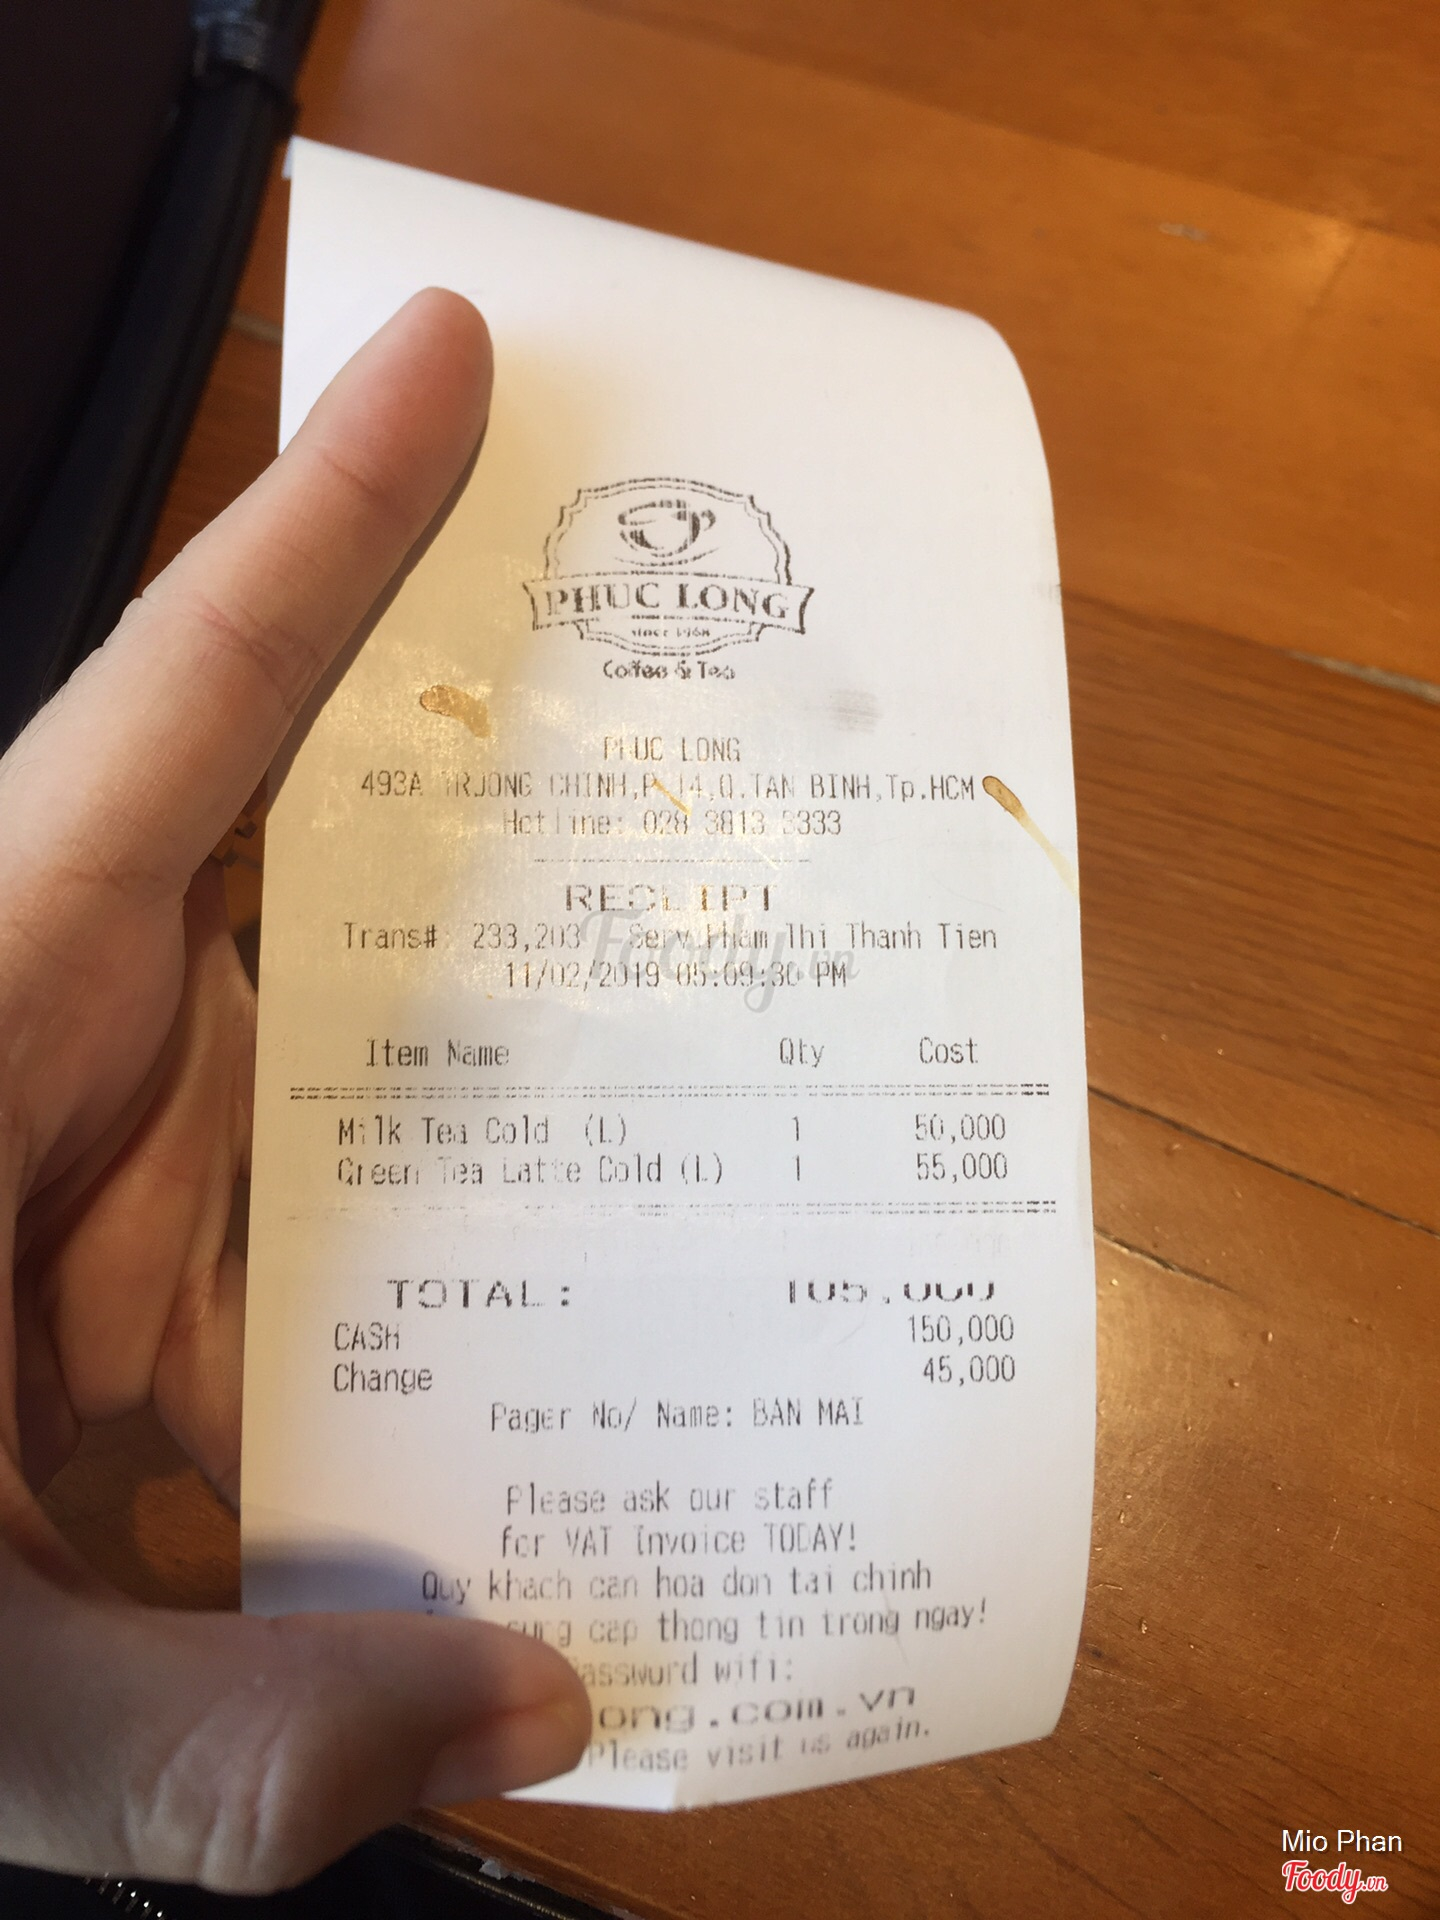 PHUC LONG
since 1968
Coffee & Tea
PHUC LONG
493A TRUONG CHINH,P 14,Q.TAN BINH,Tp.HCM
Hotline: 028 3813 3333
RECEIPT
Trans#: 233,203 Serv Pham Thi Thanh Tien
11/02/2019 05:09:30 PM
Item Name Qty Cost
Milk Tea Cold (L) 1 50,000
Green Tea Latte Cold (L) 1 55,000
TOTAL: 105,000
CASH 150,000
Change 45,000
Pager No/ Name: BAN MAI
Please ask our staff
for VAT Invoice TODAY!
Quy khach can hoa don tai chinh
cung cap thong tin trong ngay!
Password wifi:
ong.com.vn
Please visit us again.
Foody.vn
Mio Phan
Foody.vn